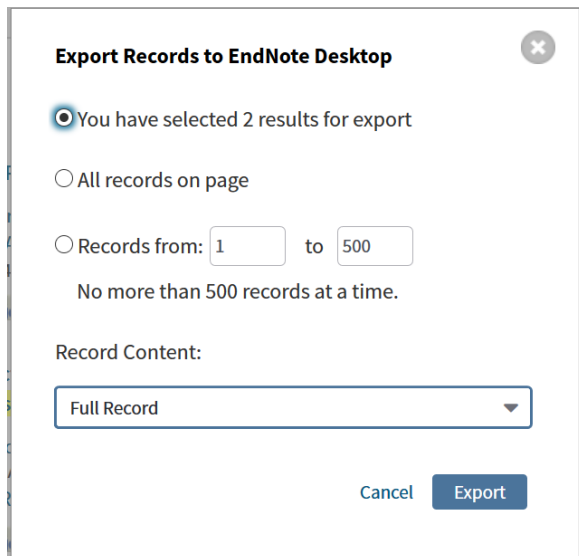 Export Records to EndNote Desktop
You have selected 2 results for export
All records on page
Records from: 1 to 500
No more than 500 records at a time.
Record Content:
Full Record
Cancel Export